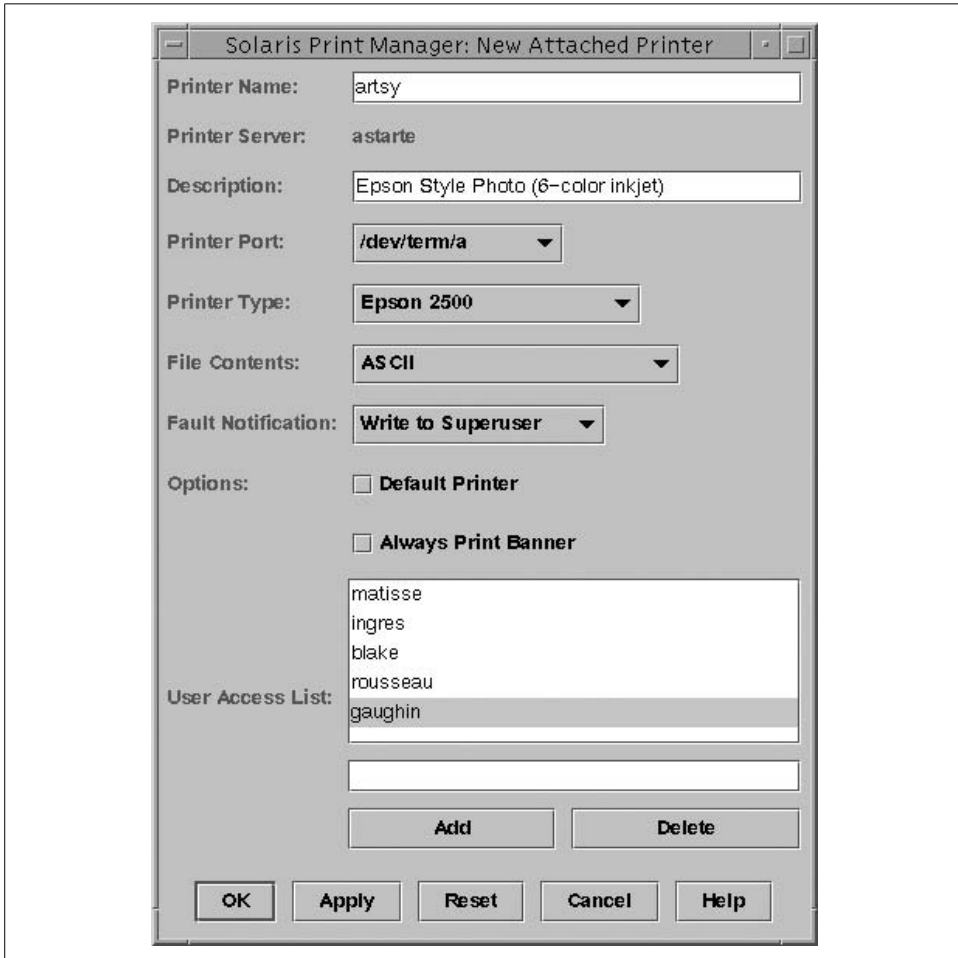 Solaris Print Manager: New Attached Printer
Printer Name: artsy
Printer Server: astarte
Description: Epson Style Photo (6-color inkjet)
Printer Port: /dev/term/a
Printer Type: Epson 2500
File Contents: ASCII
Fault Notification: Write to Superuser
Options: Default Printer
Always Print Banner
matisse
ingres
blake
rousseau
User Access List:
gaughin
Add Delete
OK Apply Reset Cancel Help